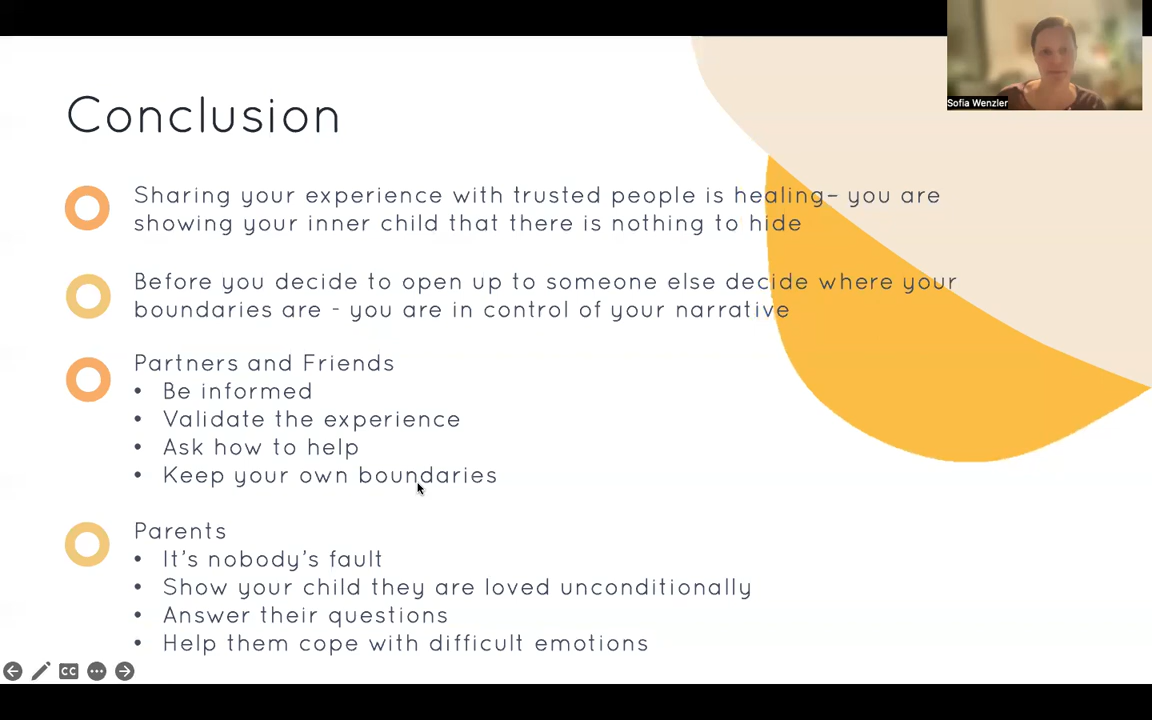 Sofia Wenzler
Conclusion
Sharing your experience with trusted people is healing– you are
showing your inner child that there is nothing to hide
Before you decide to open up to someone else decide where your
boundaries are - you are in control of your narrative
Partners and Friends
• Be informed
• Validate the experience
• Ask how to help
• Keep your own boundaries
Parents
• It’s nobody’s fault
• Show your child they are loved unconditionally
• Answer their questions
• Help them cope with difficult emotions
CC